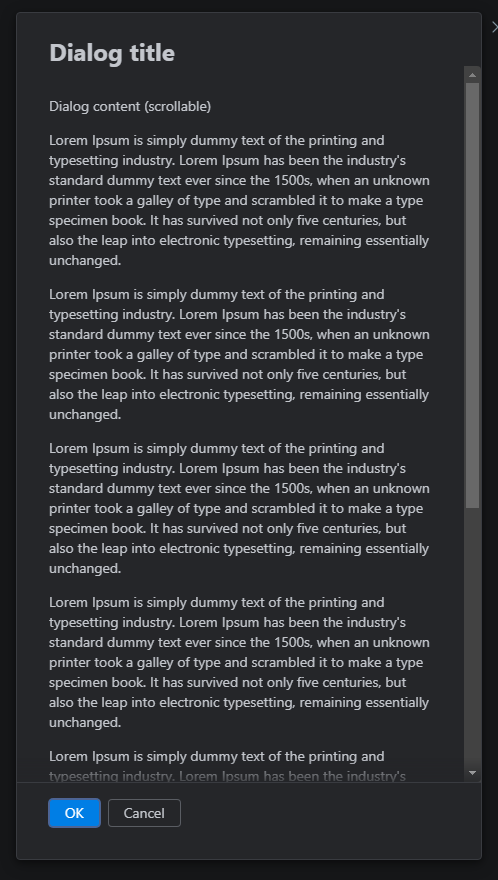 Dialog title
Dialog content (scrollable)
Lorem Ipsum is simply dummy text of the printing and
typesetting industry. Lorem Ipsum has been the industry's
standard dummy text ever since the 1500s, when an unknown
printer took a galley of type and scrambled it to make a type
specimen book. It has survived not only five centuries, but
also the leap into electronic typesetting, remaining essentially
unchanged.
Lorem Ipsum is simply dummy text of the printing and
typesetting industry. Lorem Ipsum has been the industry's
standard dummy text ever since the 1500s, when an unknown
printer took a galley of type and scrambled it to make a type
specimen book. It has survived not only five centuries, but
also the leap into electronic typesetting, remaining essentially
unchanged.
Lorem Ipsum is simply dummy text of the printing and
typesetting industry. Lorem Ipsum has been the industry's
standard dummy text ever since the 1500s, when an unknown
printer took a galley of type and scrambled it to make a type
specimen book. It has survived not only five centuries, but
also the leap into electronic typesetting, remaining essentially
unchanged.
Lorem Ipsum is simply dummy text of the printing and
typesetting industry. Lorem Ipsum has been the industry's
standard dummy text ever since the 1500s, when an unknown
printer took a galley of type and scrambled it to make a type
specimen book. It has survived not only five centuries, but
also the leap into electronic typesetting, remaining essentially
unchanged.
Lorem Ipsum is simply dummy text of the printing and
typesetting industry. Lorem Ipsum has been the industry's
OK Cancel